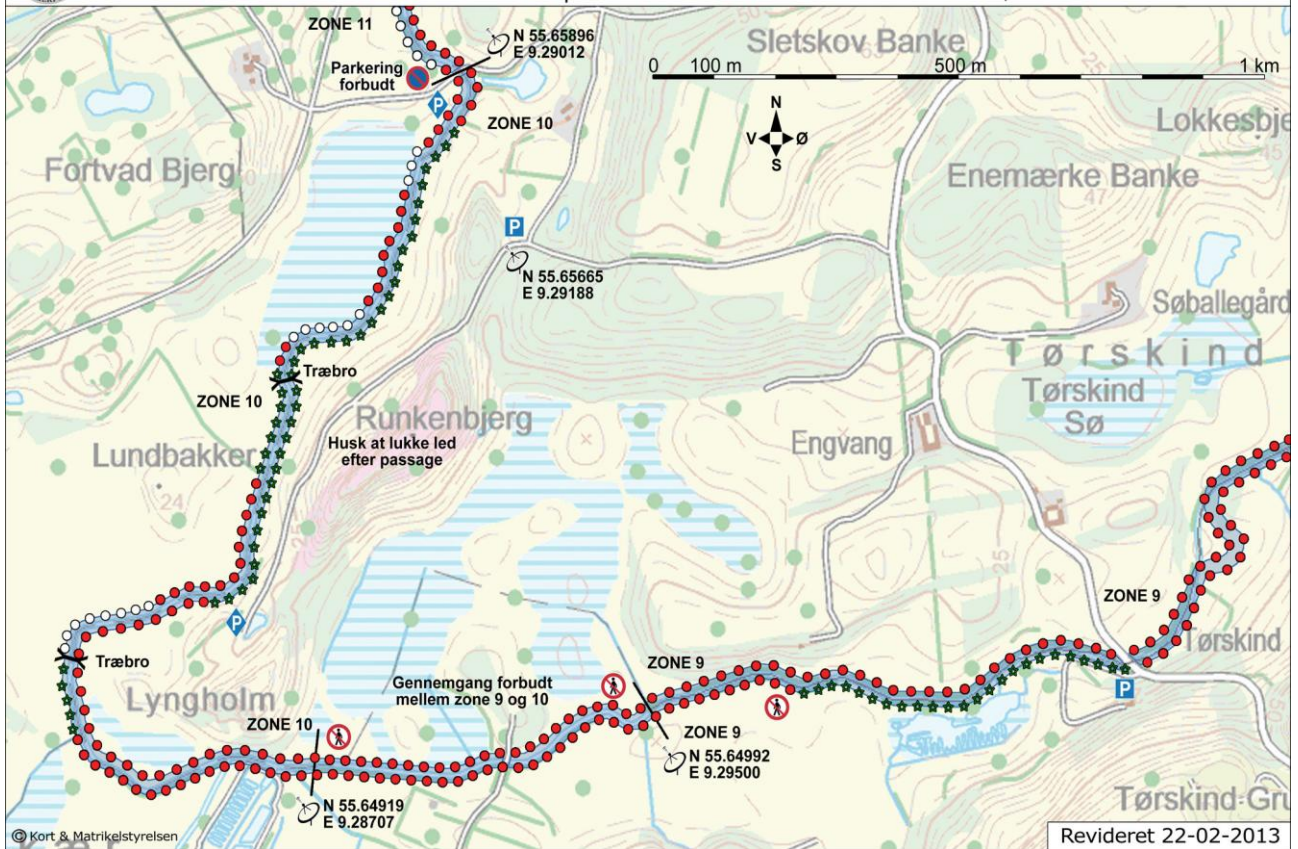 ZONE 11
N 55.65896
E 9.29012
Parkering
forbudt
P
ZONE 10
Sletskov Banke
63
0 100 m 500 m 1 km
N
V Ø
S
Lokkesbje
45
Fortvad Bjerg
Enemærke Banke
47
P
N 55.65665
E 9.29188
Søballegård
Træbro
Tørskind
Tørskind
Sø
ZONE 10
Runkenbjerg
Husk at lukke led
efter passage
Engvang
Lundbakker
24
25
ZONE 9
P
Træbro
Tørskind
ZONE 9
Gennemgang forbudt
mellem zone 9 og 10
Lyngholm
P
ZONE 10
ZONE 9
N 55.64992
E 9.29500
50
N 55.64919
E 9.28707
Tørskind Gru
© Kort & Matrikelstyrelsen
Revideret 22-02-2013